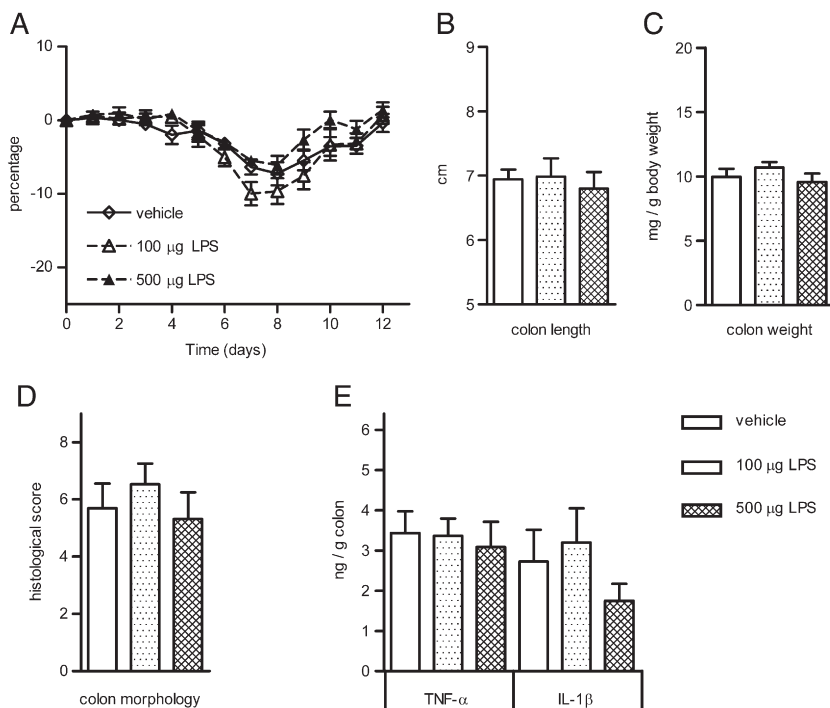 A
10
0
-10
-20
percentage
vehicle
100 μg LPS
500 μg LPS
0 2 4 6 8 10 12
Time (days)
B
9
8
7
6
5
cm
colon length
C
20
15
10
5
0
mg / g body weight
colon weight
D
8
6
4
2
0
histological score
colon morphology
E
6
5
4
3
2
1
0
ng / g colon
TNF-α IL-1β
vehicle
100 μg LPS
500 μg LPS